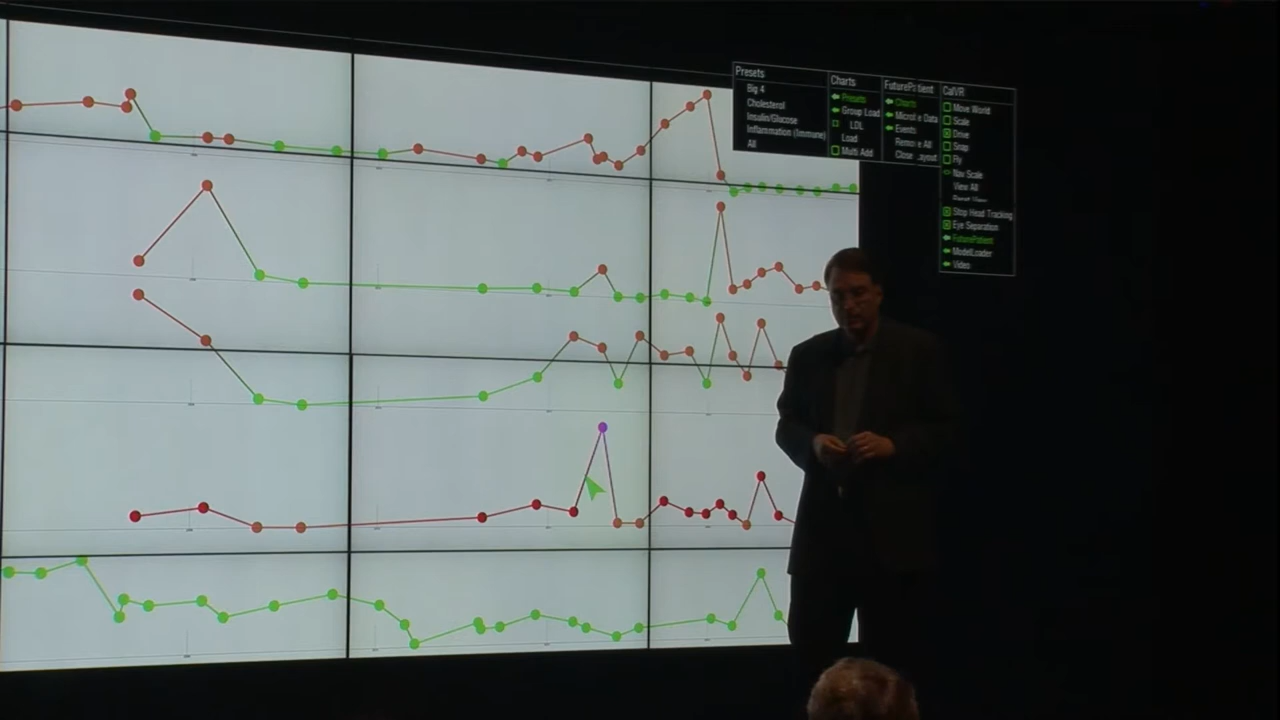 Presets
Big 4
Cholesterol
Insulin/Glucose
Inflammation (Immune)
All
Charts
Presets
Group Load
LDL
Load
Multi Add
FuturePatient
Charts
Events
CalVR
Move World
Scale
Drive
Snap
Fly
Nav Scale
View All
Reset View
Stop Head Tracking
Eye Separation
FuturePatient
ModelLoader
Video